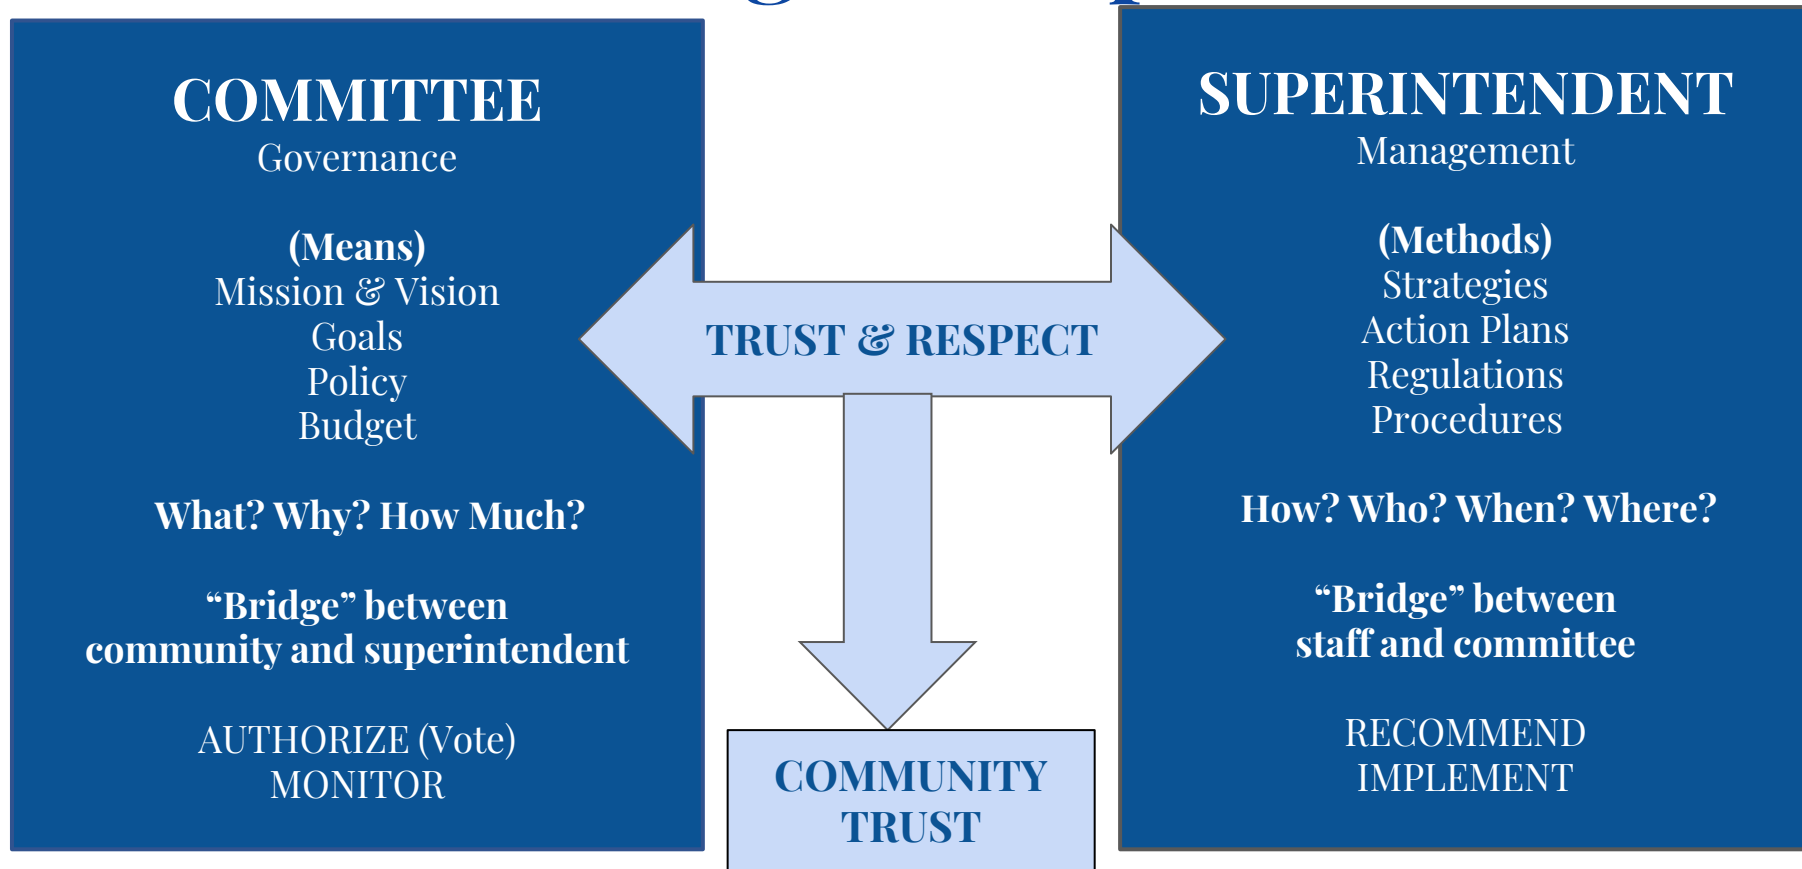 COMMITTEE
Governance
(Means)
Mission & Vision
Goals
Policy
Budget
What? Why? How Much?
“Bridge” between
community and superintendent
AUTHORIZE (Vote)
MONITOR
TRUST & RESPECT
COMMUNITY
TRUST
SUPERINTENDENT
Management
(Methods)
Strategies
Action Plans
Regulations
Procedures
How? Who? When? Where?
“Bridge” between
staff and committee
RECOMMEND
IMPLEMENT